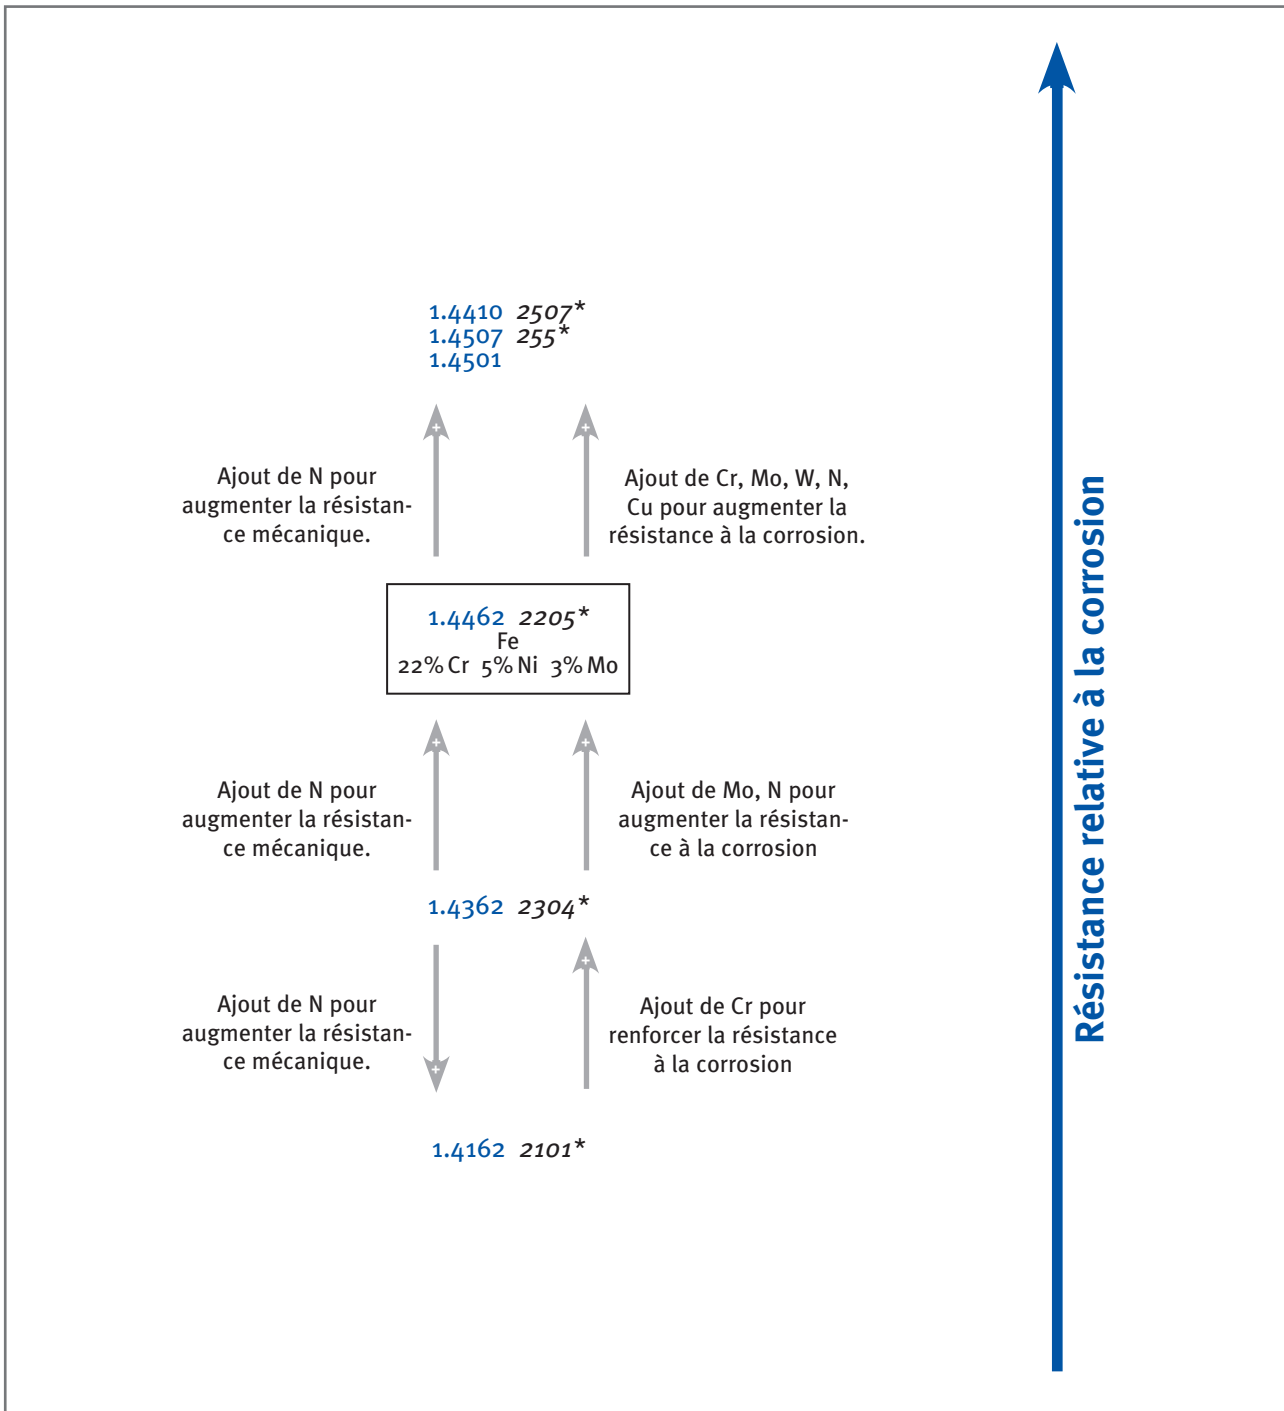 1.4410 2507*
1.4507 255*
1.4501
+
+
Ajout de N pour
augmenter la résistan-
ce mécanique.
Ajout de Cr, Mo, W, N,
Cu pour augmenter la
résistance à la corrosion.
1.4462 2205*
Fe
22% Cr 5% Ni 3% Mo
+
+
Ajout de N pour
augmenter la résistan-
ce mécanique.
Ajout de Mo, N pour
augmenter la résistan-
ce à la corrosion
1.4362 2304*
+
Ajout de N pour
augmenter la résistan-
ce mécanique.
+
Ajout de Cr pour
renforcer la résistance
à la corrosion
1.4162 2101*
Résistance relative à la corrosion